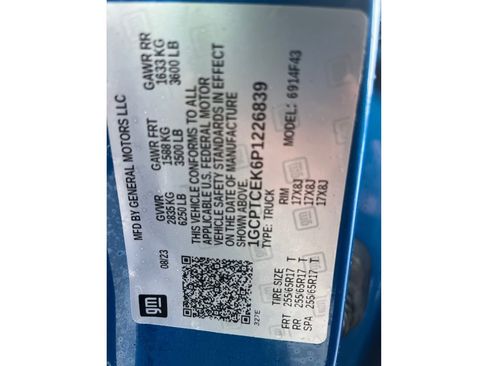 MFD BY GENERAL MOTORS LLC
08/23
GVWR
2835 KG
6250 LB
GAWR FRT
1588 KG
3500 LB
GAWR RR
1633 KG
3600 LB
THIS VEHICLE CONFORMS TO ALL
APPLICABLE U.S. FEDERAL MOTOR
VEHICLE SAFETY STANDARDS IN EFFECT
ON THE DATE OF MANUFACTURE
SHOWN ABOVE.
1GCPTCEK6P1226839
TYPE: TRUCK
MODEL: 6914F43
gm
327E
TIRE SIZE
RIM
FRT 255/65R17 T 17X8J
RR 255/65R17 T 17X8J
SPA 255/65R17 T 17X8J